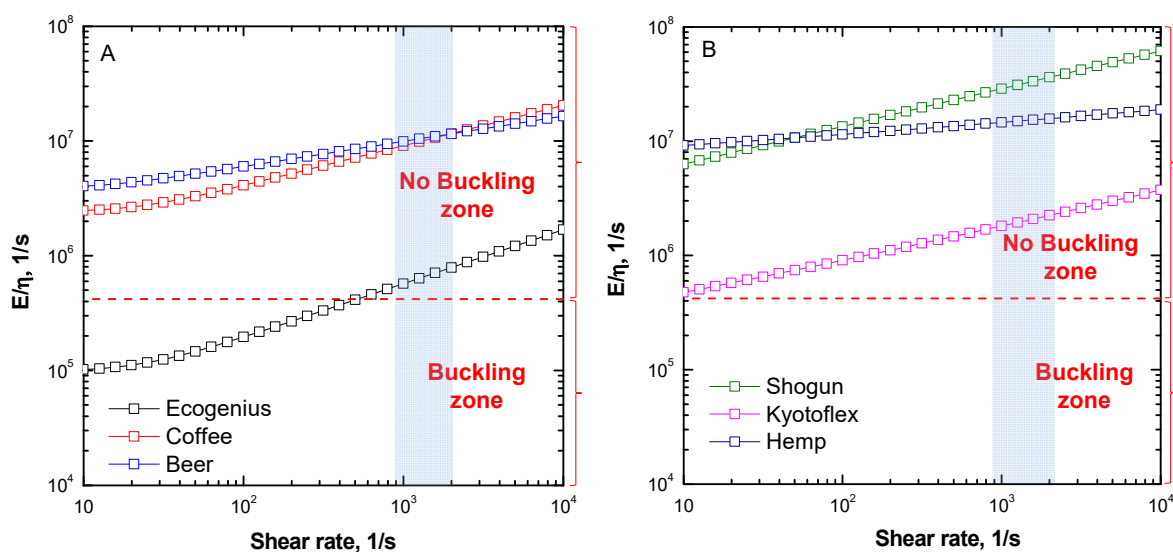 A
10⁸
10⁷
10⁶
10⁵
10⁴
E/η, 1/s
No Buckling
zone
Buckling
zone
Ecogenius
Coffee
Beer
10
10²
10³
10⁴
Shear rate, 1/s
B
10⁸
10⁷
10⁶
10⁵
10⁴
E/η, 1/s
No Buckling
zone
Buckling
zone
Shogun
Kyotoflex
Hemp
10
10²
10³
10⁴
Shear rate, 1/s